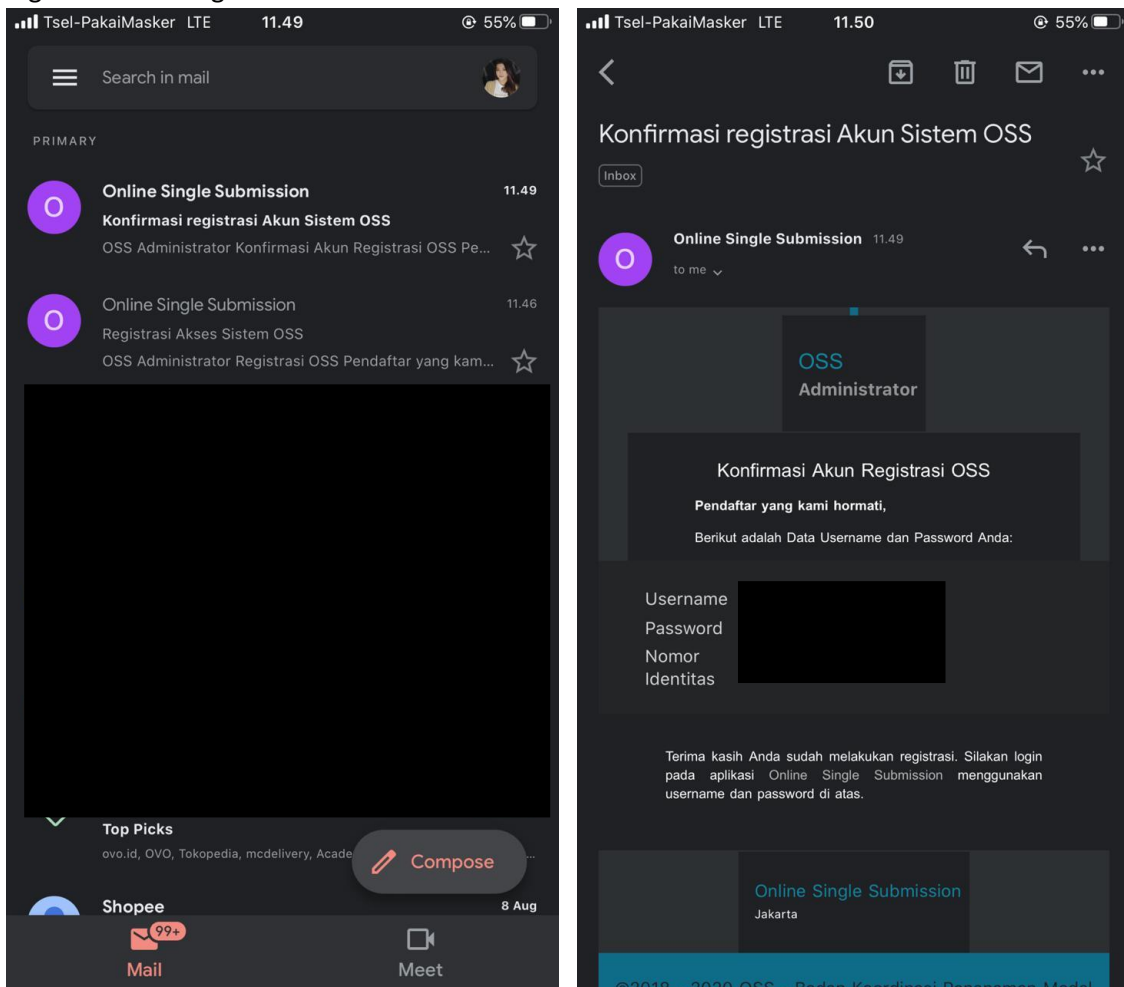 Tsel-PakaiMasker LTE 11.49 55%
Search in mail
PRIMARY
O
Online Single Submission 11.49
Konfirmasi registrasi Akun Sistem OSS
OSS Administrator Konfirmasi Akun Registrasi OSS Pe...
O
Online Single Submission 11.46
Registrasi Akses Sistem OSS
OSS Administrator Registrasi OSS Pendaftar yang kam...
Top Picks
ovo.id, OVO, Tokopedia, mcdelivery, Acade ...
Compose
Shopee 8 Aug
99+
Mail Meet
Tsel-PakaiMasker LTE 11.50 55%
Konfirmasi registrasi Akun Sistem OSS
Inbox
O
Online Single Submission 11.49
to me
OSS
Administrator
Konfirmasi Akun Registrasi OSS
Pendaftar yang kami hormati,
Berikut adalah Data Username dan Password Anda:
Username
Password
Nomor
Identitas
Terima kasih Anda sudah melakukan registrasi. Silakan login
pada aplikasi Online Single Submission menggunakan
username dan password di atas.
Online Single Submission
Jakarta